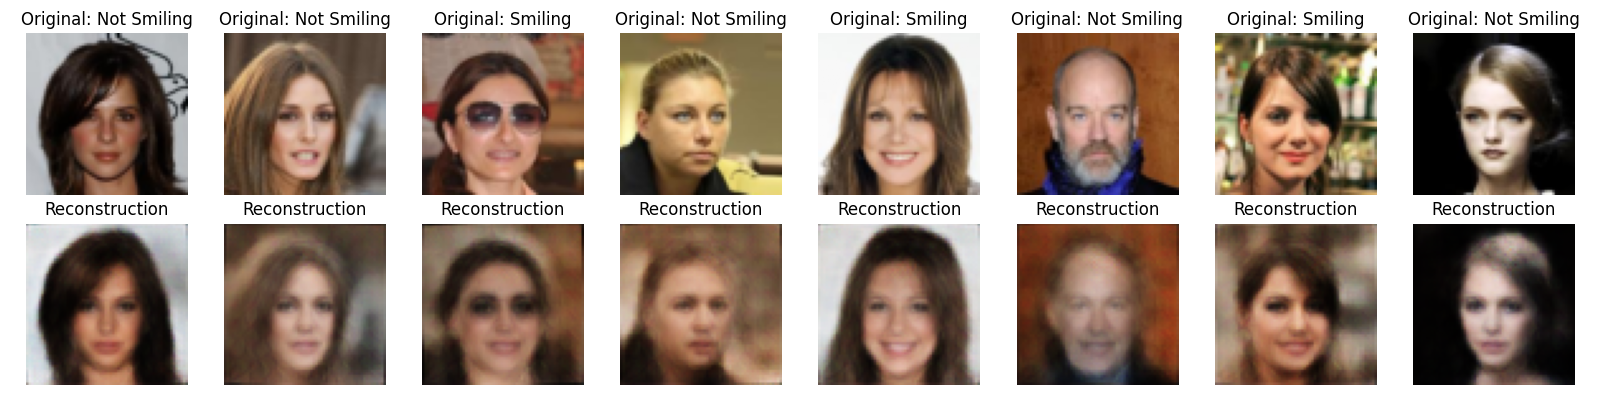 Original: Not Smiling Original: Not Smiling Original: Smiling Original: Not Smiling Original: Smiling Original: Not Smiling Original: Smiling Original: Not Smiling
Reconstruction Reconstruction Reconstruction Reconstruction Reconstruction Reconstruction Reconstruction Reconstruction